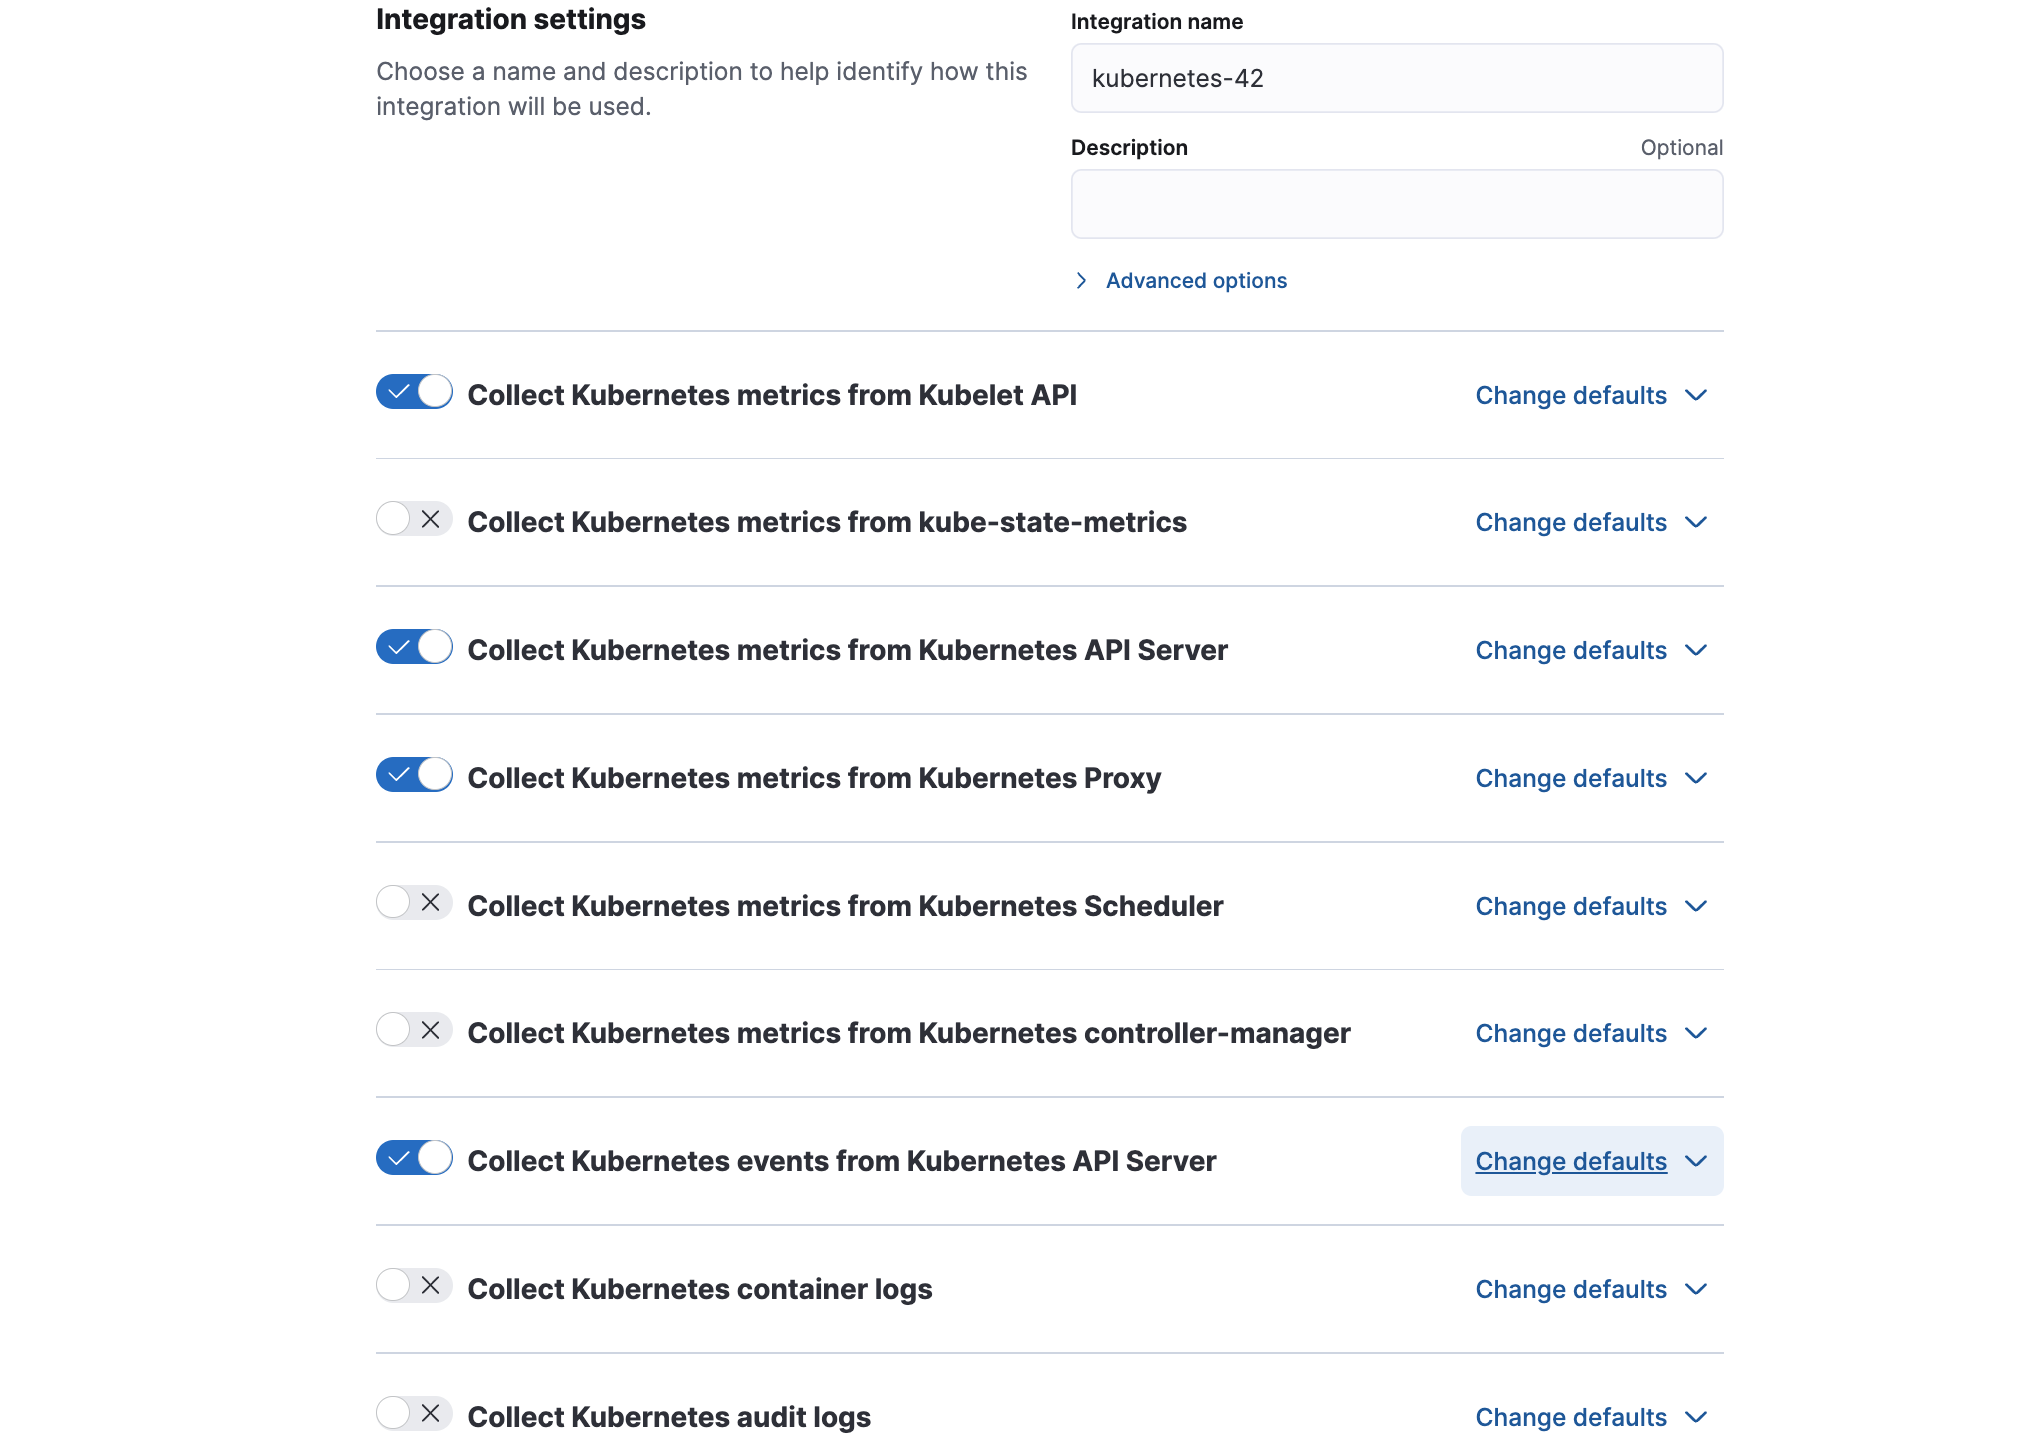 Integration settings
Choose a name and description to help identify how this
integration will be used.
Integration name
kubernetes-42
Description
Optional
Advanced options
Collect Kubernetes metrics from Kubelet API
Change defaults
Collect Kubernetes metrics from kube-state-metrics
Change defaults
Collect Kubernetes metrics from Kubernetes API Server
Change defaults
Collect Kubernetes metrics from Kubernetes Proxy
Change defaults
Collect Kubernetes metrics from Kubernetes Scheduler
Change defaults
Collect Kubernetes metrics from Kubernetes controller-manager
Change defaults
Collect Kubernetes events from Kubernetes API Server
Change defaults
Collect Kubernetes container logs
Change defaults
Collect Kubernetes audit logs
Change defaults